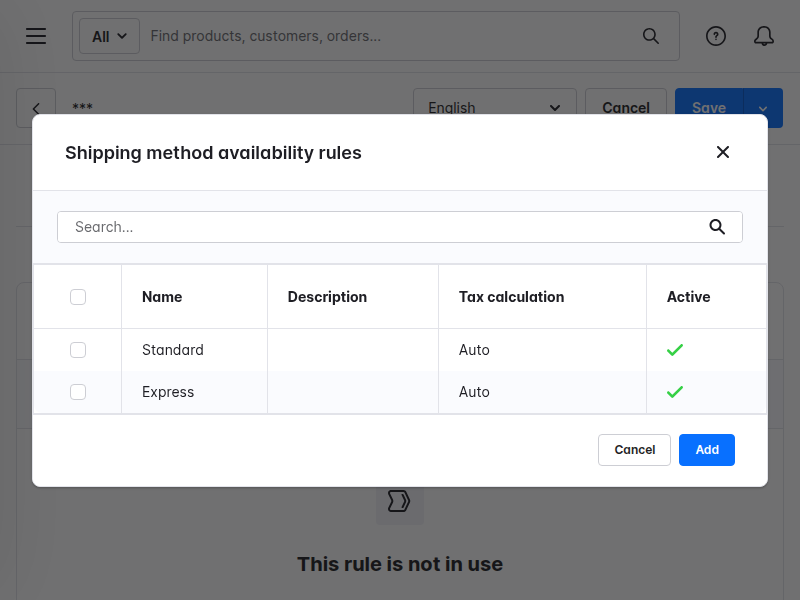 All
Find products, customers, orders...
***
English
Cancel
Save
Shipping method availability rules
Search...
Name Description Tax calculation Active
Standard Auto
Express Auto
Cancel
Add
This rule is not in use